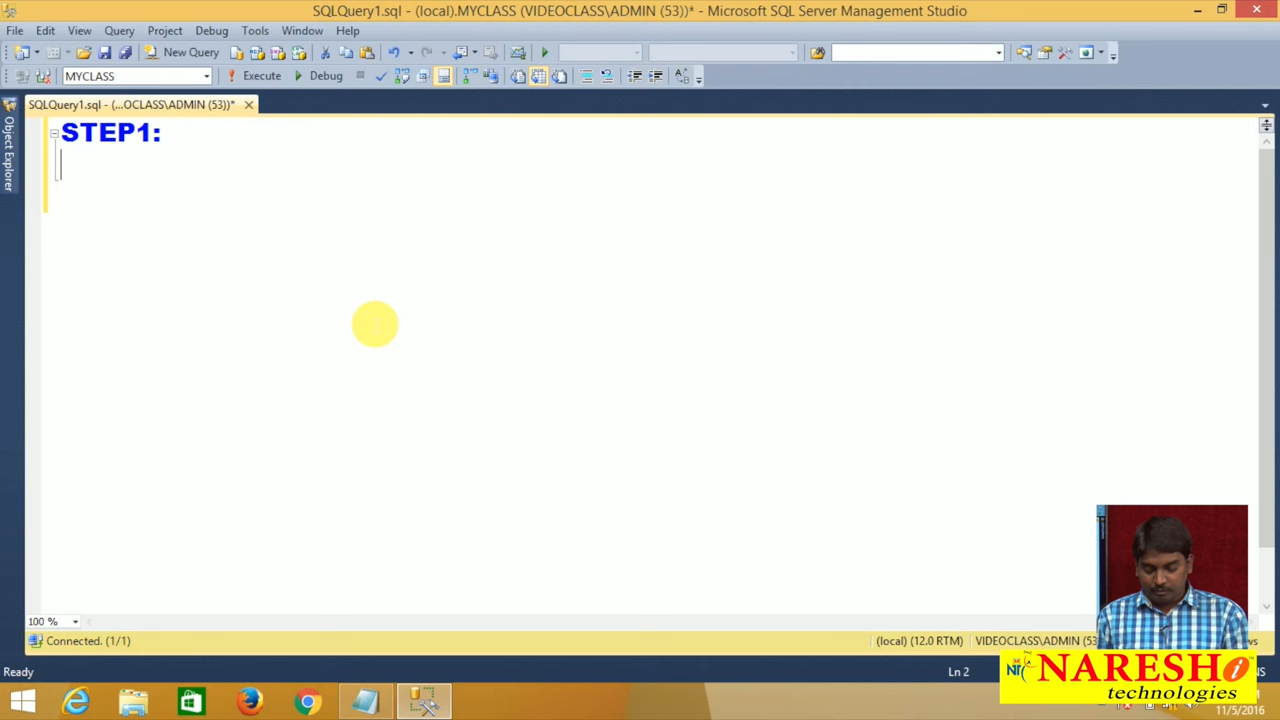 SQLQuery1.sql - (local).MYCLASS (VIDEOCLASS\ADMIN (53))* - Microsoft SQL Server Management Studio
File Edit View Query Project Debug Tools Window Help
New Query
MYCLASS Execute Debug
SQLQuery1.sql - (...OCLASS\ADMIN (53))*
Object Explorer
STEP1:
100 %
Connected. (1/1) (local) (12.0 RTM) VIDEOCLASS\ADMIN (53
Ready Ln 2
NARESH i
technologies
11/5/2016